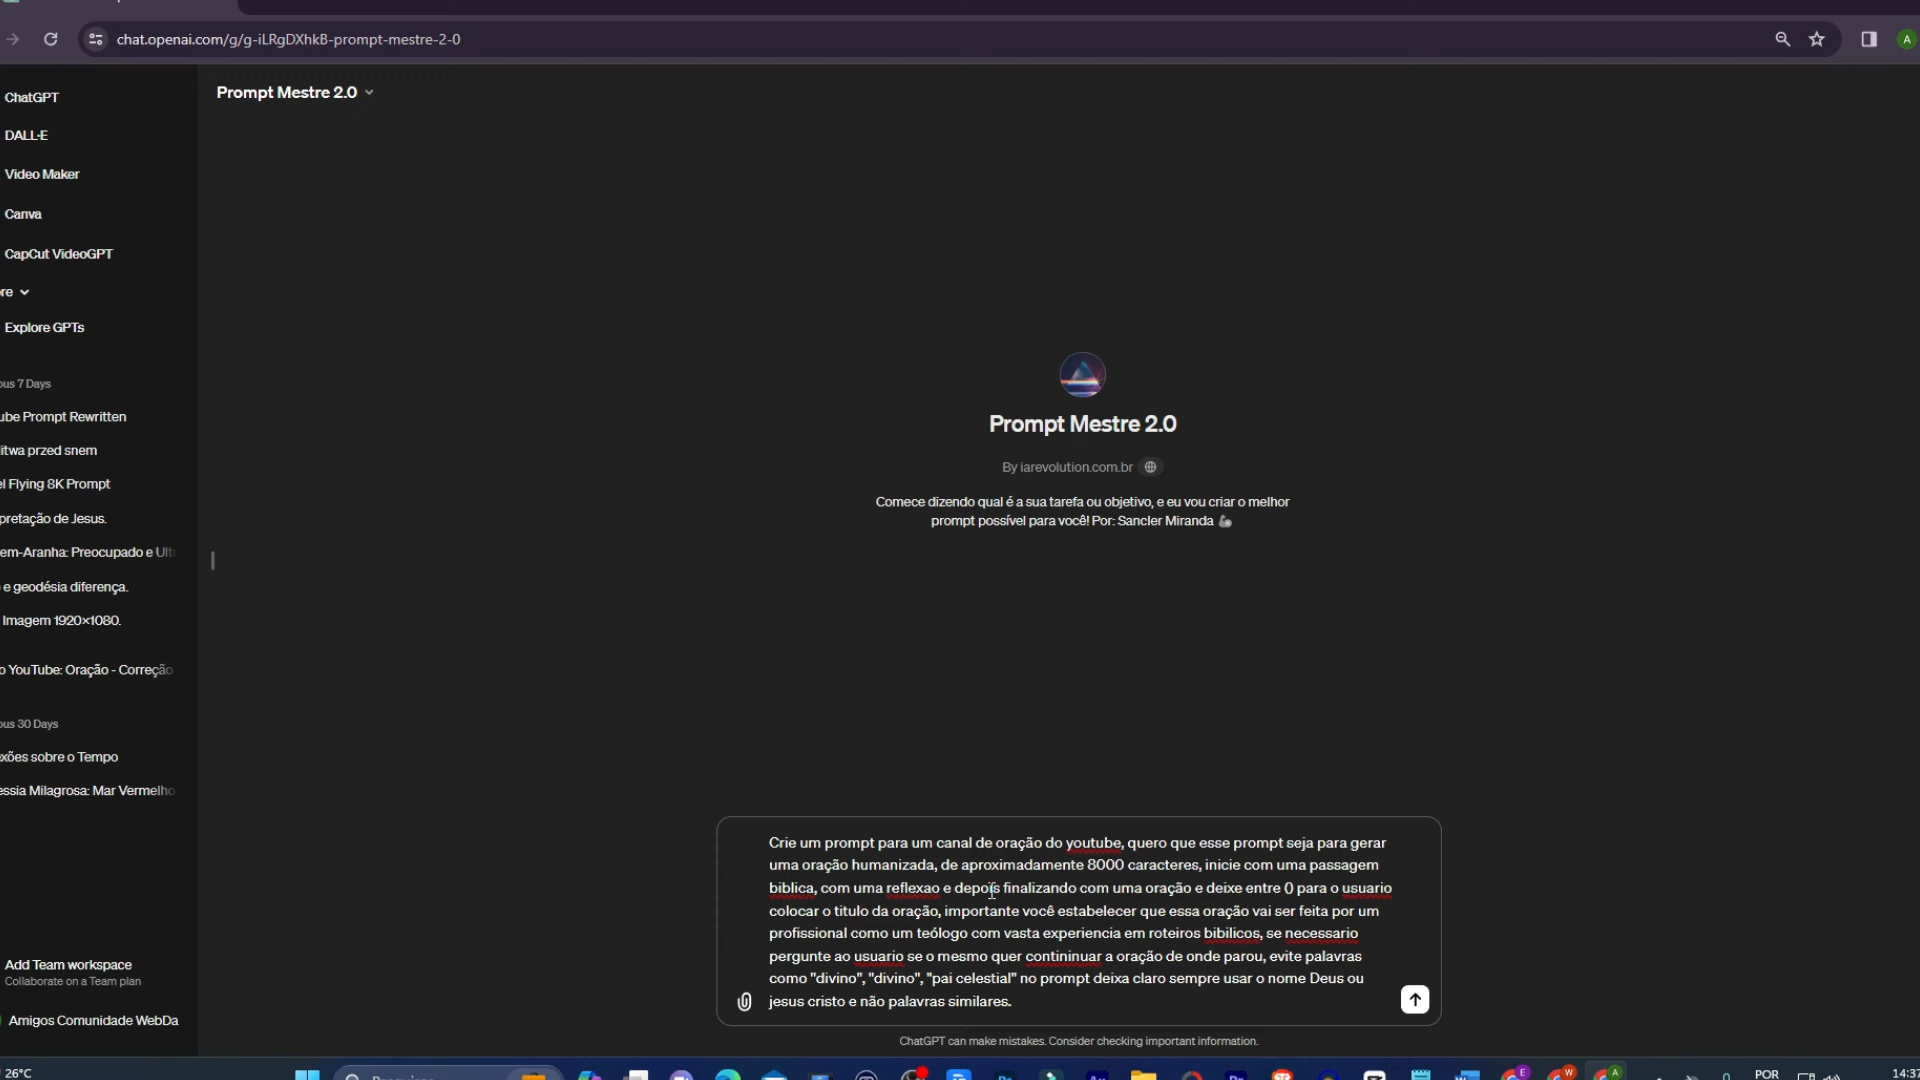 chat.openai.com/g/g-iLRgDXhkB-prompt-mestre-2-0
A
ChatGPT
Prompt Mestre 2.0
DALL·E
Video Maker
Canva
CapCut VideoGPT
re
Explore GPTs
ous 7 Days
ube Prompt Rewritten
litwa przed snem
el Flying 8K Prompt
pretação de Jesus.
em-Aranha: Preocupado e Ultr
e geodésia diferença.
Imagem 1920×1080.
o YouTube: Oração - Correção
ous 30 Days
exões sobre o Tempo
essia Milagrosa: Mar Vermelho
Add Team workspace
Collaborate on a Team plan
Amigos Comunidade WebDa
Prompt Mestre 2.0
By iarevolution.com.br
Comece dizendo qual é a sua tarefa ou objetivo, e eu vou criar o melhor
prompt possível para você! Por: Sancler Miranda 🦾
Crie um prompt para um canal de oração do youtube, quero que esse prompt seja para gerar
uma oração humanizada, de aproximadamente 8000 caracteres, inicie com uma passagem
biblica, com uma reflexao e depois finalizando com uma oração e deixe entre () para o usuario
colocar o titulo da oração, importante você estabelecer que essa oração vai ser feita por um
profissional como um teólogo com vasta experiencia em roteiros bibilicos, se necessario
pergunte ao usuario se o mesmo quer contininuar a oração de onde parou, evite palavras
como "divino", "divino", "pai celestial" no prompt deixa claro sempre usar o nome Deus ou
jesus cristo e não palavras similares.
ChatGPT can make mistakes. Consider checking important information.
26°C
POR
14:37